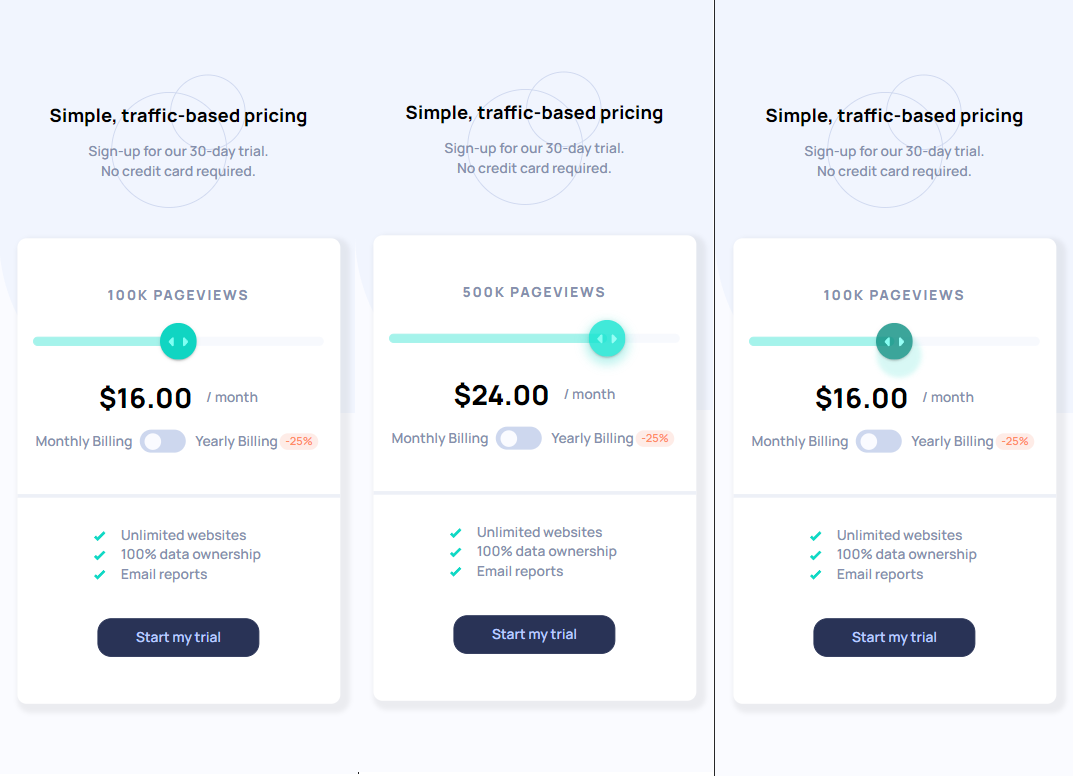 Simple, traffic-based pricing
Sign-up for our 30-day trial.
No credit card required.
100K PAGEVIEWS
$16.00 / month
Monthly Billing Yearly Billing -25%
Unlimited websites
100% data ownership
Email reports
Start my trial
Simple, traffic-based pricing
Sign-up for our 30-day trial.
No credit card required.
500K PAGEVIEWS
$24.00 / month
Monthly Billing Yearly Billing -25%
Unlimited websites
100% data ownership
Email reports
Start my trial
Simple, traffic-based pricing
Sign-up for our 30-day trial.
No credit card required.
100K PAGEVIEWS
$16.00 / month
Monthly Billing Yearly Billing -25%
Unlimited websites
100% data ownership
Email reports
Start my trial